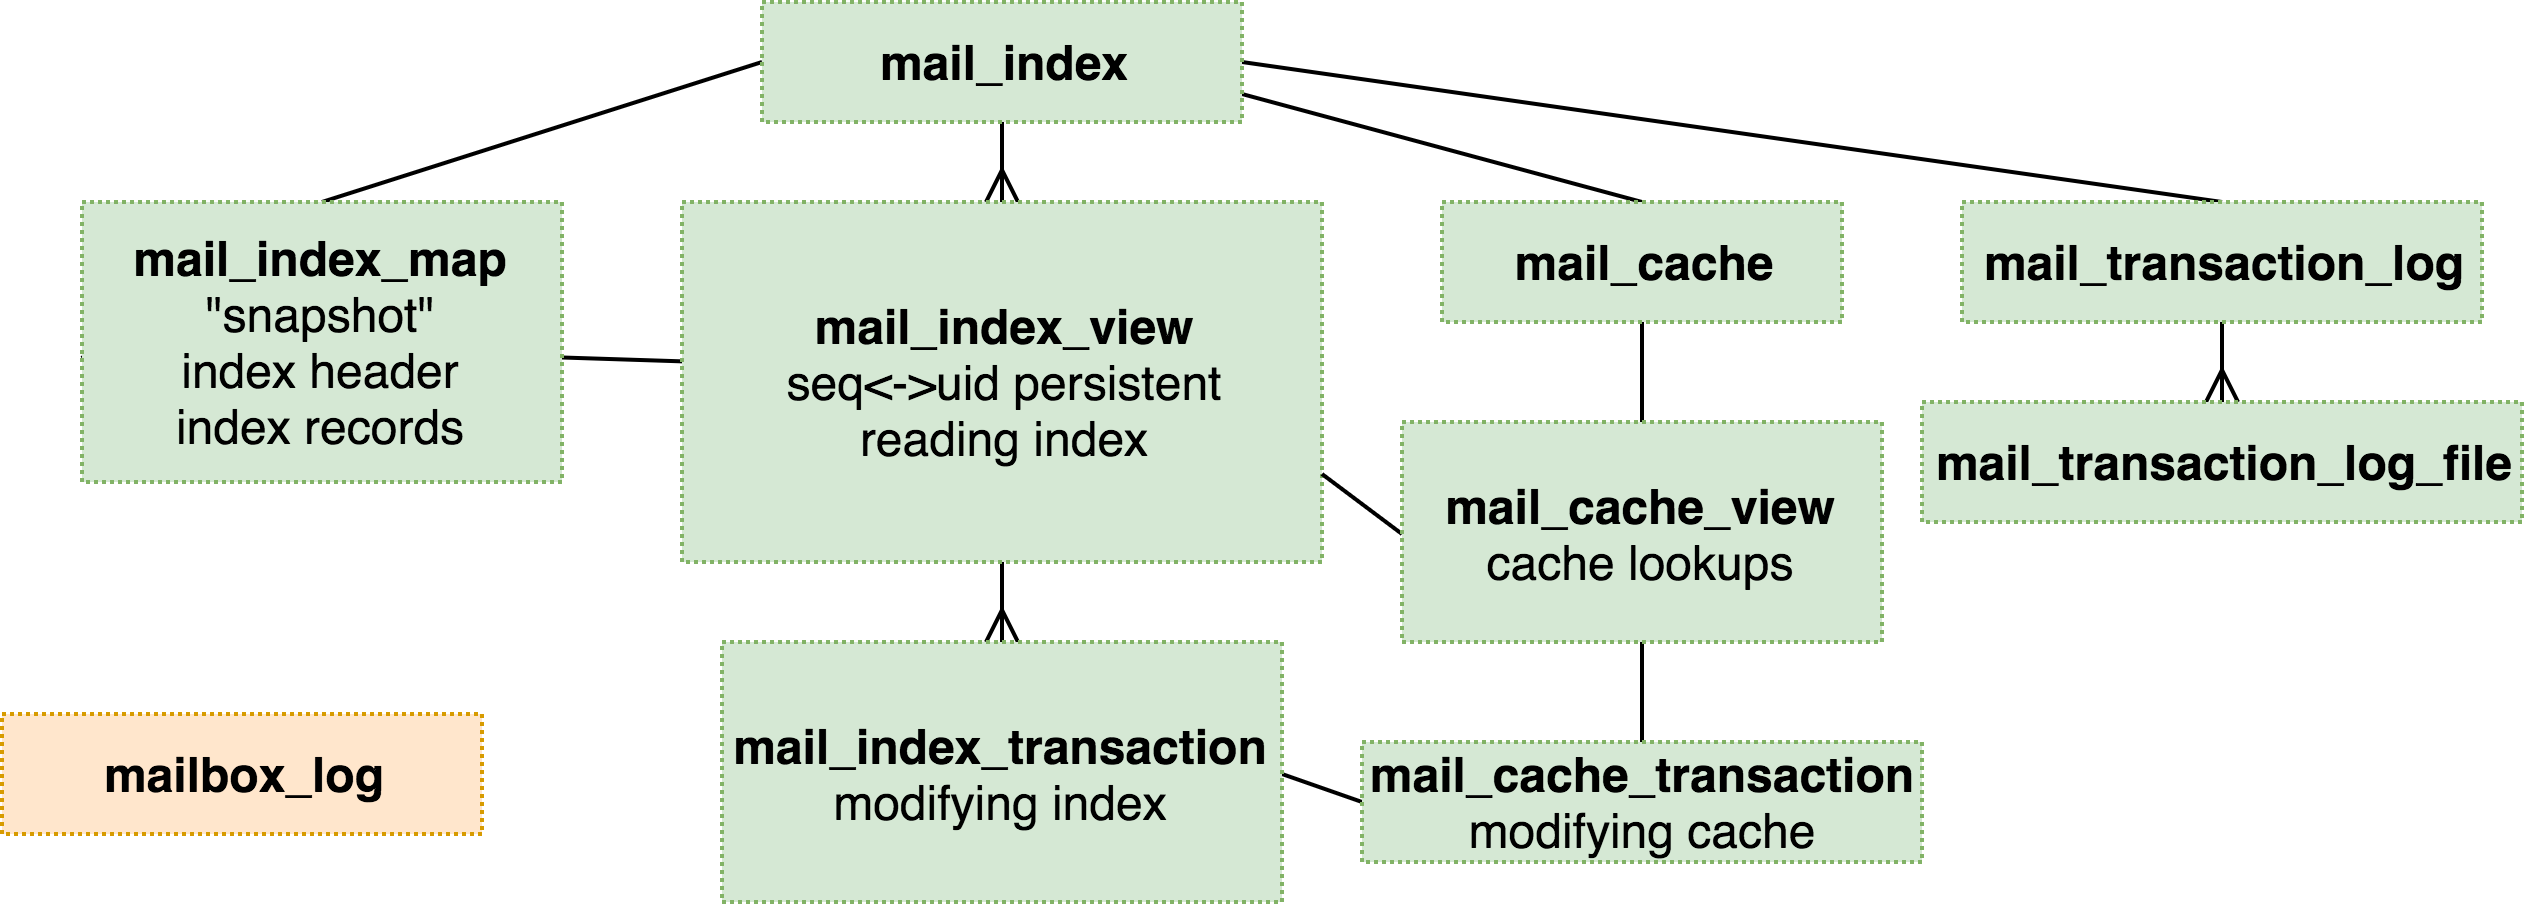 mail_index
mail_index_map
"snapshot"
index header
index records
mail_index_view
seq<->uid persistent
reading index
mail_cache
mail_transaction_log
mail_transaction_log_file
mail_cache_view
cache lookups
mail_index_transaction
modifying index
mail_cache_transaction
modifying cache
mailbox_log